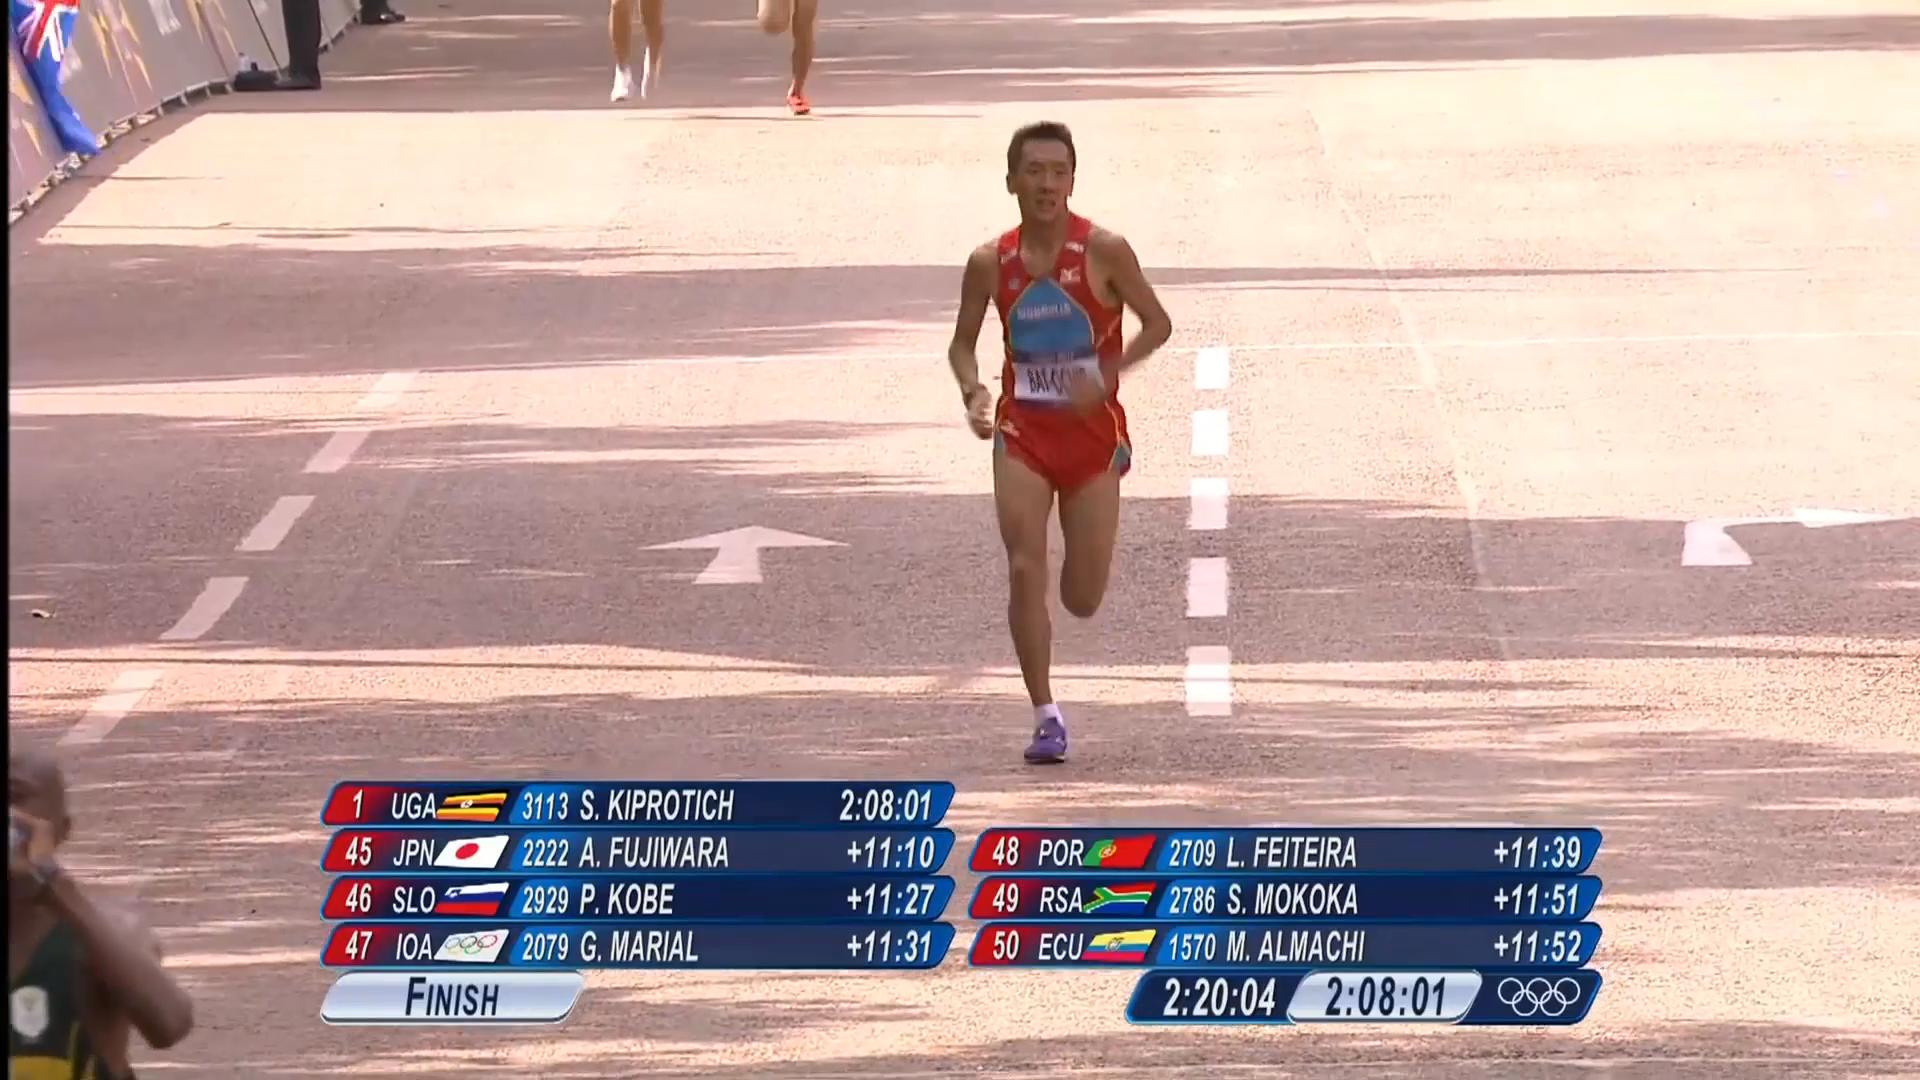 MONGOLIA
1 UGA 3113 S. KIPROTICH 2:08:01
45 JPN 2222 A. FUJIWARA +11:10
46 SLO 2929 P. KOBE +11:27
47 IOA 2079 G. MARIAL +11:31
48 POR 2709 L. FEITEIRA +11:39
49 RSA 2786 S. MOKOKA +11:51
50 ECU 1570 M. ALMACHI +11:52
FINISH
2:20:04 2:08:01